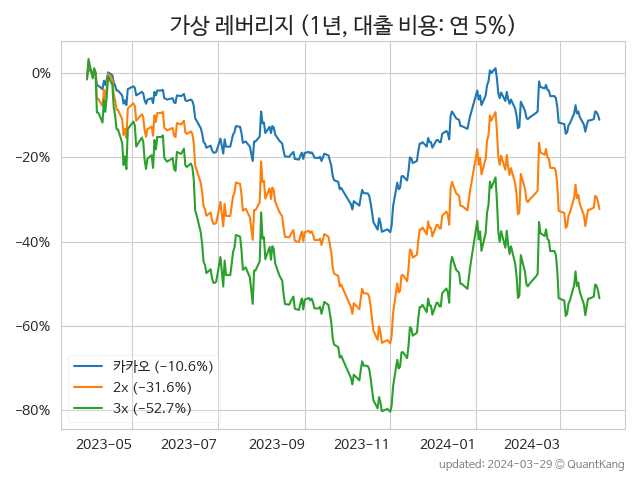 가상 레버리지 (1년, 대출 비용: 연 5%)
0%
−20%
−40%
−60%
−80%
카카오 (−10.6%)
2x (−31.6%)
3x (−52.7%)
2023−05 2023−07 2023−09 2023−11 2024−01 2024−03
updated: 2024−03−29 © QuantKang